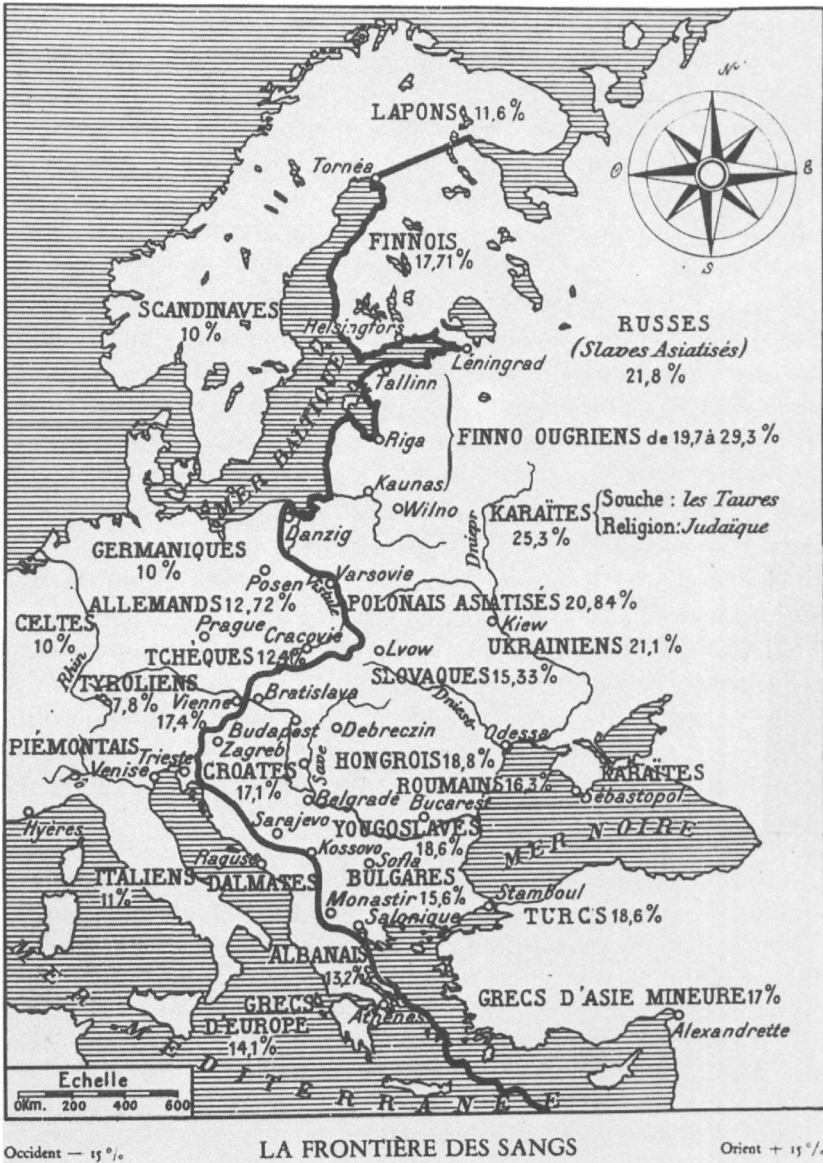 N.
O
E
S
LAPONS 11,6%
Tornéa
FINNOIS
17,71%
SCANDINAVES
10%
Helsingfors
Léningrad
RUSSES
(Slaves Asiatisés)
21,8 %
Tallinn
MER BALTIQUE
Riga
FINNO OUGRIENS de 19,7 à 29,3 %
Kaunas
Wilno
Dniepr
KARAÏTES
25,3 %
Souche : les Taures
Religion: Judaïque
Danzig
GERMANIQUES
10 %
Posen
Varsovie
ALLEMANDS 12,72%
POLONAIS ASIATISÉS 20,84%
Kiew
CELTES
10%
Rhin
Prague
Cracovie
Lvow
UKRAINIENS 21,1 %
TCHÈQUES
SLOVAQUES 15,33%
TYROLIENS
7,8%
Vienne
17,4%
Bratislava
Dniestr
Odessa
Budapest
Debreczin
PIÉMONTAIS
Trieste
Venise
Zagreb
CROATES
17,1%
Save
HONGROIS 18,8%
ROUMAINS 16,3%
KARAÏTES
Sébastopol
Belgrade
Bucarest
Hyères
Sarajevo
YOUGOSLAVES
18,6%
MER NOIRE
Kossovo
Sofia
Raguse
ITALIENS
11%
DALMATES
BULGARES
15,6%
Monastir
Stamboul
Salonique
TURCS 18,6%
ALBANAIS
13,2%
GRECS
D'EUROPE
14,1%
Athènes
GRECS D'ASIE MINEURE 17%
Alexandrette
MER MEDITERRANEE
Echelle
0Km. 200 400 600
Occident — 15 %
LA FRONTIÈRE DES SANGS
Orient + 15 %